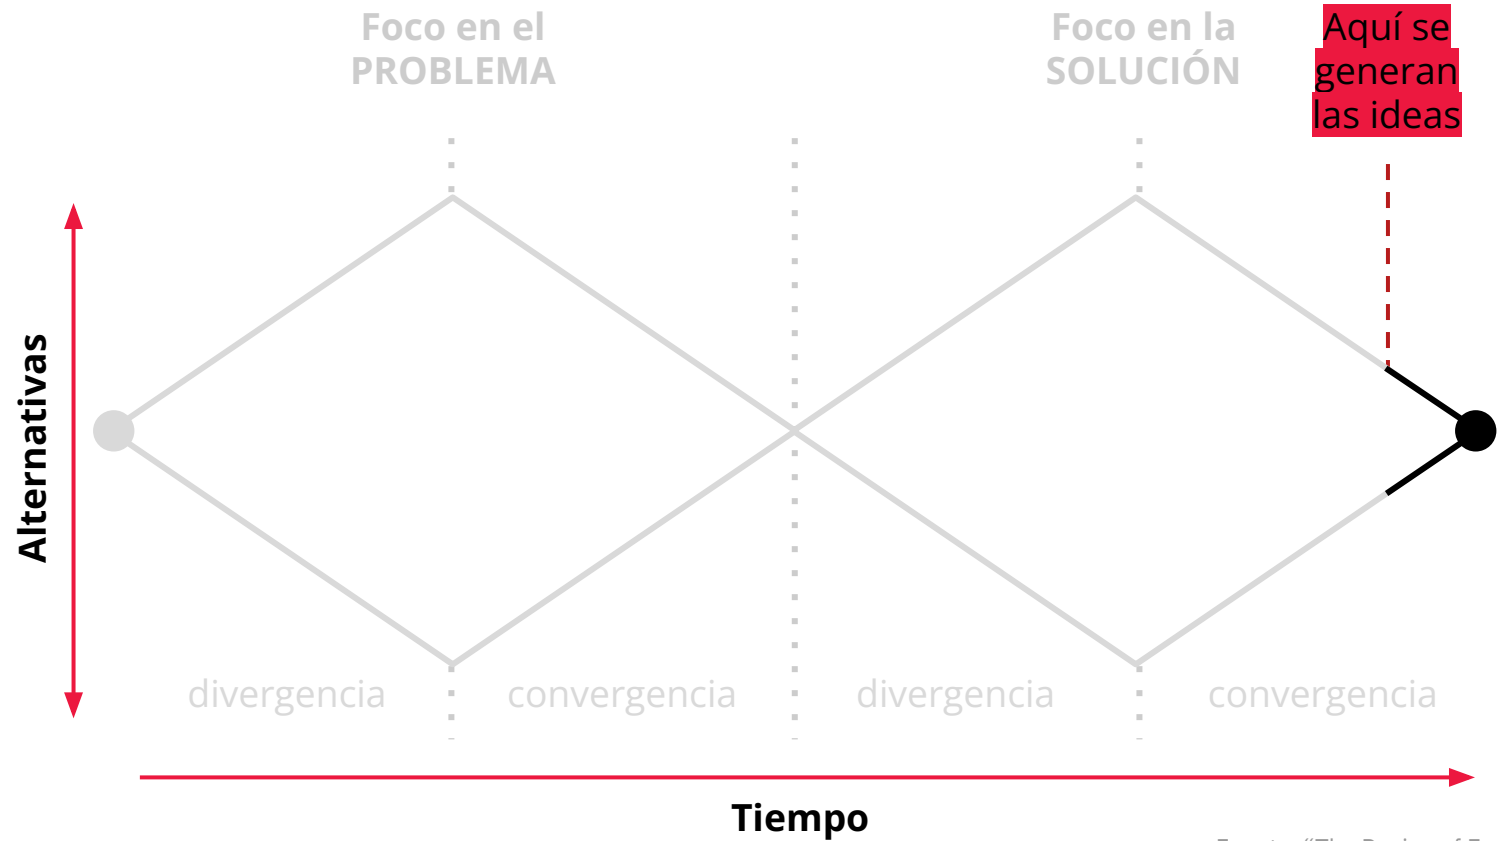 Foco en el
PROBLEMA
Foco en la
SOLUCIÓN
Aquí se
generan
las ideas
Alternativas
divergencia
convergencia
divergencia
convergencia
Tiempo